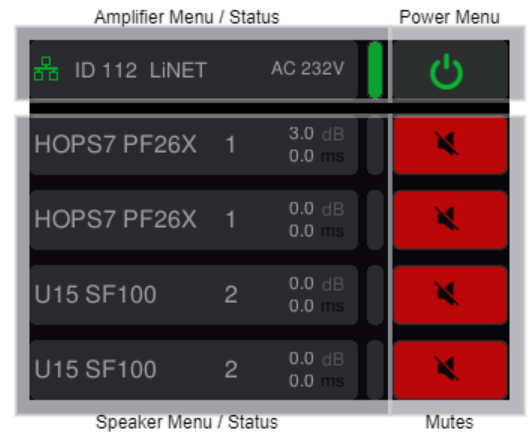 Amplifier Menu / Status Power Menu
ID 112 LiNET AC 232V
HOPS7 PF26X 1 3.0 dB
0.0 ms
HOPS7 PF26X 1 0.0 dB
0.0 ms
U15 SF100 2 0.0 dB
0.0 ms
U15 SF100 2 0.0 dB
0.0 ms
Speaker Menu / Status Mutes